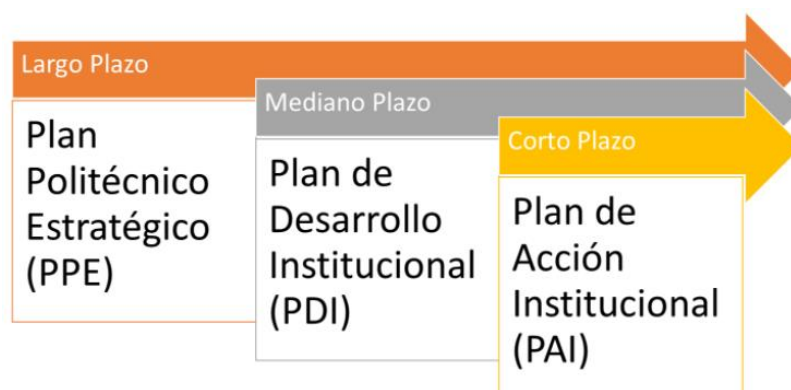 Largo Plazo
Plan
Politécnico
Estratégico
(PPE)
Mediano Plazo
Plan de
Desarrollo
Institucional
(PDI)
Corto Plazo
Plan de
Acción
Institucional
(PAI)